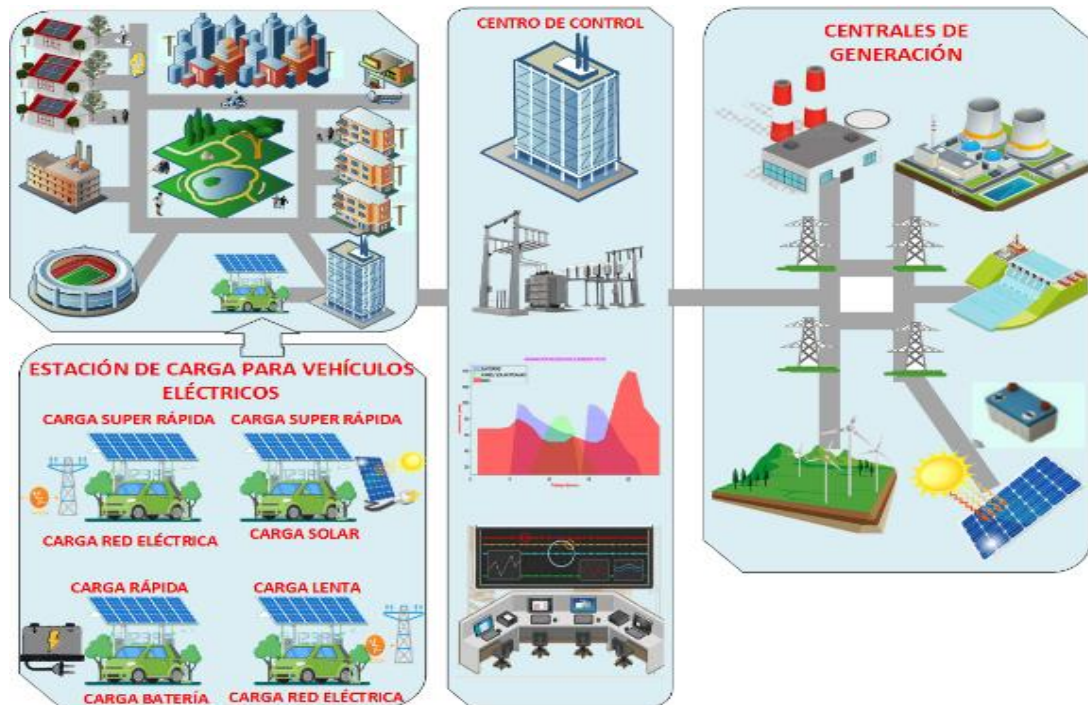 CENTRO DE CONTROL
CENTRALES DE
GENERACIÓN
ESTACIÓN DE CARGA PARA VEHÍCULOS
ELÉCTRICOS
CARGA SUPER RÁPIDA
CARGA SUPER RÁPIDA
CARGA RED ELÉCTRICA
CARGA SOLAR
CARGA RÁPIDA
CARGA LENTA
CARGA BATERÍA
CARGA RED ELÉCTRICA